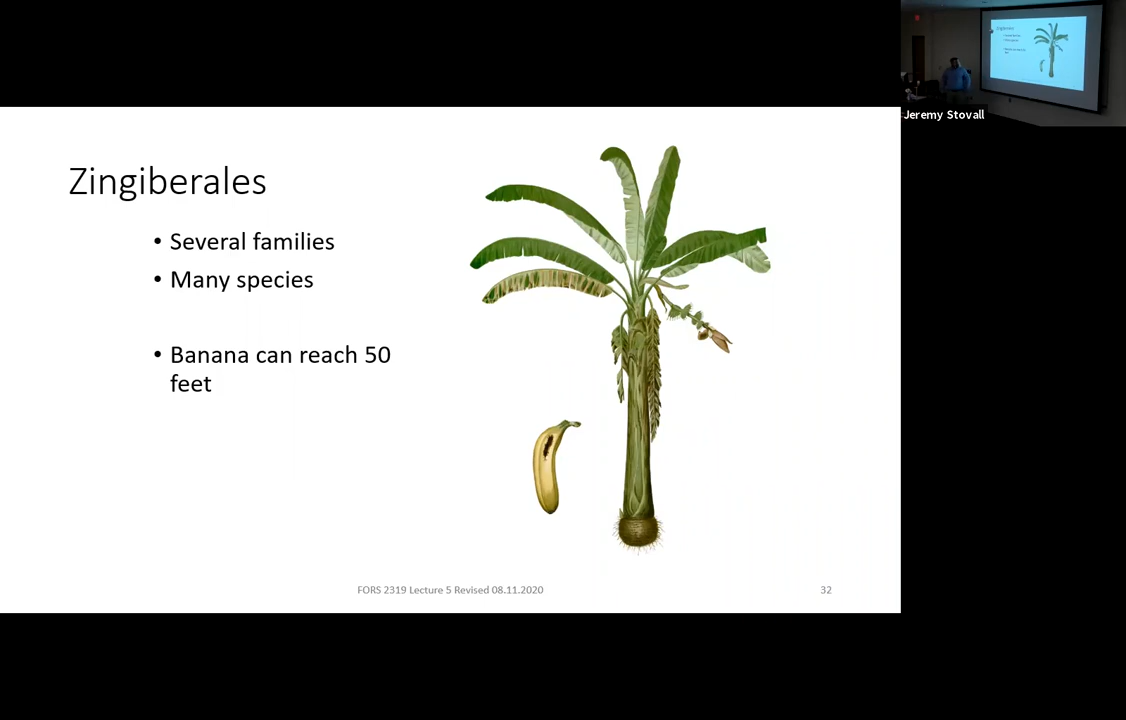 Jeremy Stovall
Zingiberales
• Several families
• Many species
• Banana can reach 50
feet
FORS 2319 Lecture 5 Revised 08.11.2020
32